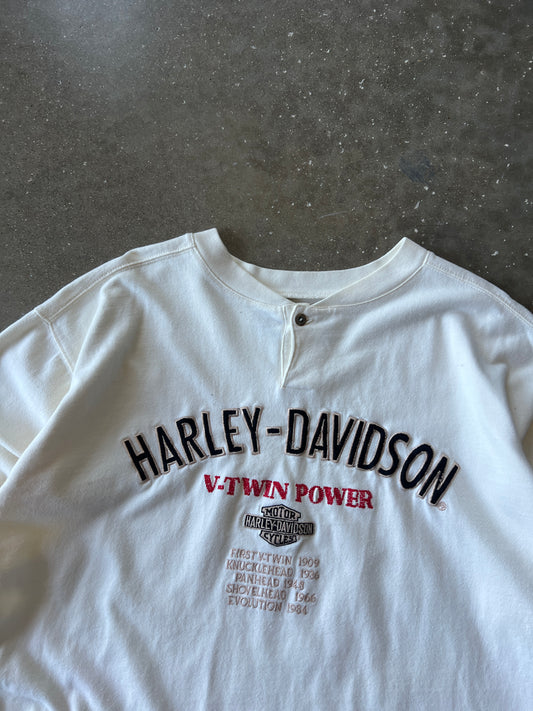 HARLEY-DAVIDSON®
V-TWIN POWER
MOTOR
HARLEY-DAVIDSON
CYCLES
FIRST V-TWIN 1909
KNUCKLEHEAD 1936
PANHEAD 1948
SHOVELHEAD 1966
EVOLUTION 1984